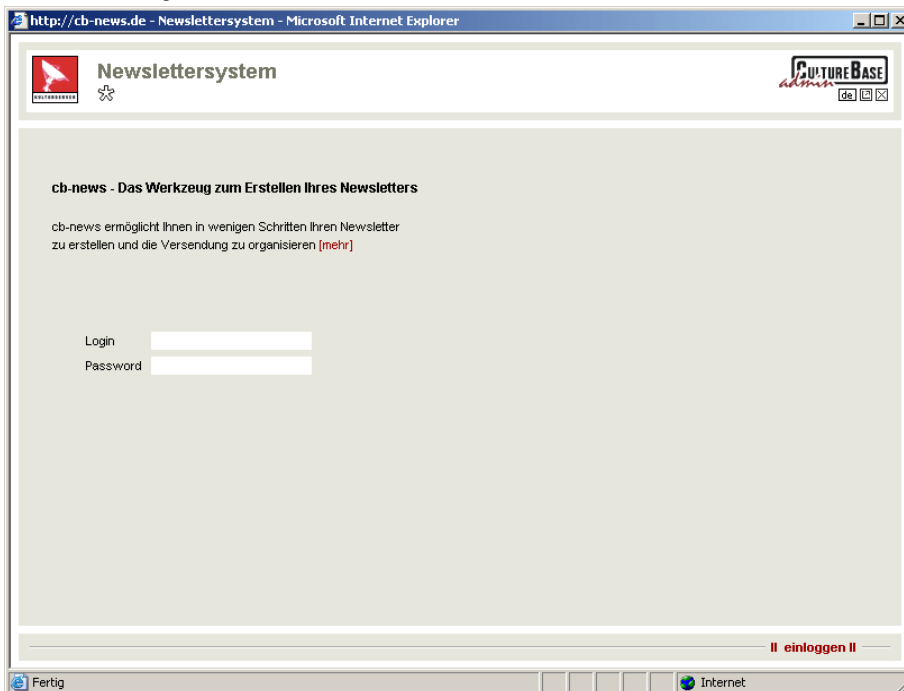 http://cb-news.de - Newslettersystem - Microsoft Internet Explorer
Newslettersystem
CULTUREBASE
admin
de
KULTURSERVER
cb-news - Das Werkzeug zum Erstellen Ihres Newsletters
cb-news ermöglicht Ihnen in wenigen Schritten Ihren Newsletter
zu erstellen und die Versendung zu organisieren [mehr]
Login
Password
II einloggen II
Fertig
Internet